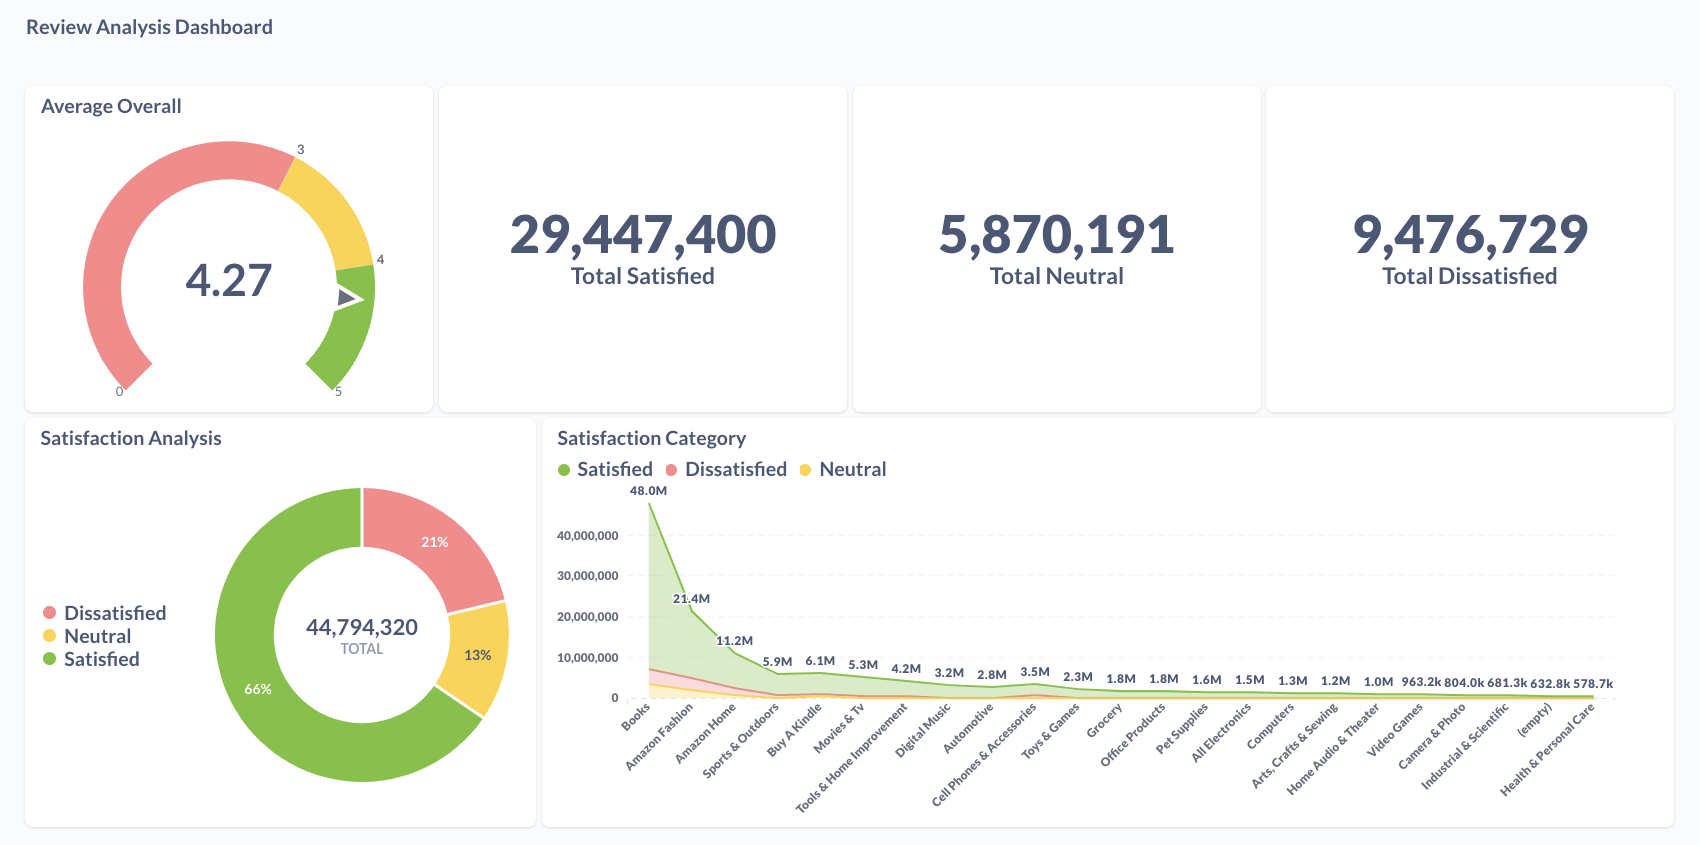 Review Analysis Dashboard
Average Overall
3
4
4.27
0
5
29,447,400
Total Satisfied
5,870,191
Total Neutral
9,476,729
Total Dissatisfied
Satisfaction Analysis
Dissatisfied
Neutral
Satisfied
21%
13%
66%
44,794,320
TOTAL
Satisfaction Category
Satisfied Dissatisfied Neutral
40,000,000
30,000,000
20,000,000
10,000,000
0
48.0M
21.4M
11.2M
5.9M
6.1M
5.3M
4.2M
3.2M
2.8M
3.5M
2.3M
1.8M
1.8M
1.6M
1.5M
1.3M
1.2M
1.0M
963.2k
804.0k
681.3k
632.8k
578.7k
Books
Amazon Fashion
Amazon Home
Sports & Outdoors
Buy A Kindle
Movies & Tv
Tools & Home Improvement
Digital Music
Automotive
Cell Phones & Accessories
Toys & Games
Grocery
Office Products
Pet Supplies
All Electronics
Computers
Arts, Crafts & Sewing
Home Audio & Theater
Video Games
Camera & Photo
Industrial & Scientific
(empty)
Health & Personal Care